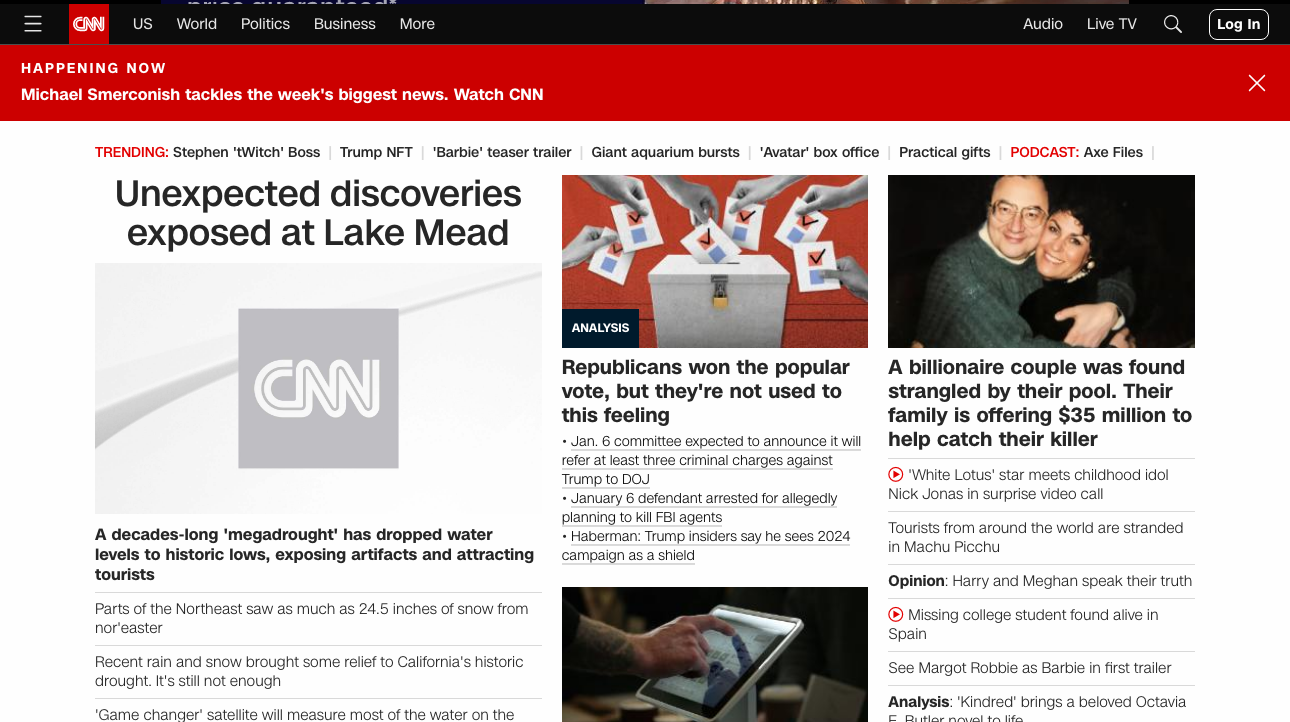 price guaranteed*
CNN
US
World
Politics
Business
More
Audio
Live TV
Log In
HAPPENING NOW
Michael Smerconish tackles the week's biggest news. Watch CNN
TRENDING: Stephen 'tWitch' Boss | Trump NFT | 'Barbie' teaser trailer | Giant aquarium bursts | 'Avatar' box office | Practical gifts | PODCAST: Axe Files |
Unexpected discoveries
exposed at Lake Mead
CNN
A decades-long 'megadrought' has dropped water
levels to historic lows, exposing artifacts and attracting
tourists
Parts of the Northeast saw as much as 24.5 inches of snow from
nor'easter
Recent rain and snow brought some relief to California's historic
drought. It's still not enough
'Game changer' satellite will measure most of the water on the
ANALYSIS
Republicans won the popular
vote, but they're not used to
this feeling
• Jan. 6 committee expected to announce it will
refer at least three criminal charges against
Trump to DOJ
• January 6 defendant arrested for allegedly
planning to kill FBI agents
• Haberman: Trump insiders say he sees 2024
campaign as a shield
A billionaire couple was found
strangled by their pool. Their
family is offering $35 million to
help catch their killer
'White Lotus' star meets childhood idol
Nick Jonas in surprise video call
Tourists from around the world are stranded
in Machu Picchu
Opinion: Harry and Meghan speak their truth
Missing college student found alive in
Spain
See Margot Robbie as Barbie in first trailer
Analysis: 'Kindred' brings a beloved Octavia
E. Butler novel to life